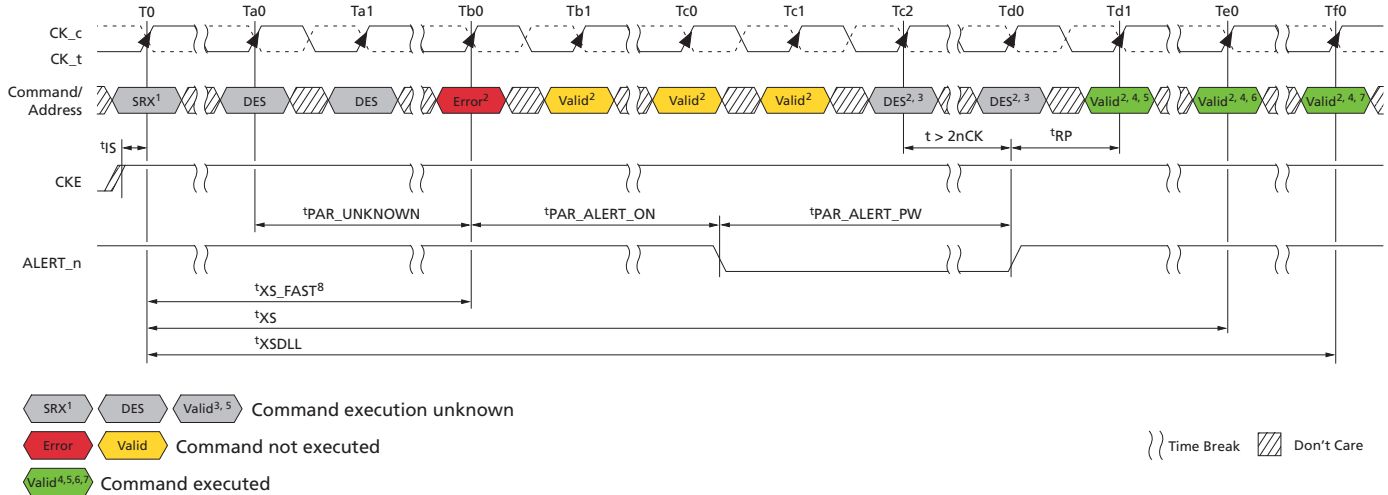 T0 Ta0 Ta1 Tb0 Tb1 Tc0 Tc1 Tc2 Td0 Td1 Te0 Tf0
CK_c
CK_t
Command/
Address
SRX¹ DES DES Error² Valid² Valid² Valid² DES²,³ DES²,³ Valid²,⁴,⁵ Valid²,⁴,⁶ Valid²,⁴,⁷
t > 2nCK ᵗRP
ᵗIS
CKE
ᵗPAR_UNKNOWN ᵗPAR_ALERT_ON ᵗPAR_ALERT_PW
ALERT_n
ᵗXS_FAST⁸
ᵗXS
ᵗXSDLL
SRX¹ DES Valid³,⁵ Command execution unknown
Error Valid Command not executed
Time Break Don't Care
Valid⁴,⁵,⁶,⁷ Command executed